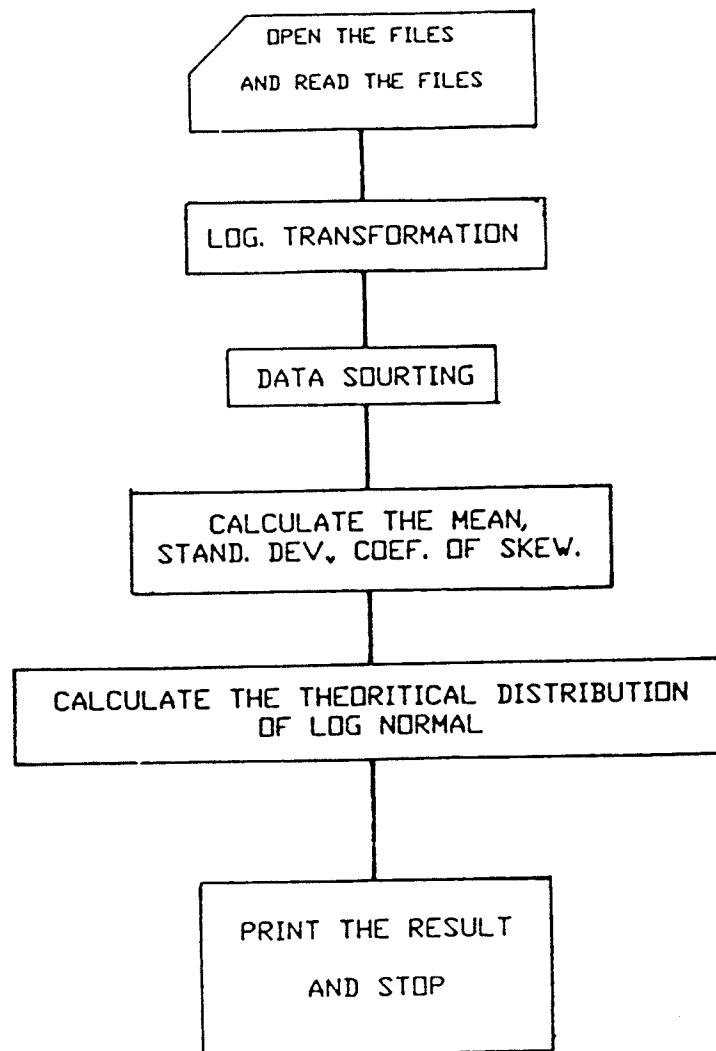 OPEN THE FILES
AND READ THE FILES
LOG. TRANSFORMATION
DATA SOURTING
CALCULATE THE MEAN,
STAND. DEV. COEF. OF SKEW.
CALCULATE THE THEORITICAL DISTRIBUTION
OF LOG NORMAL
PRINT THE RESULT
AND STOP